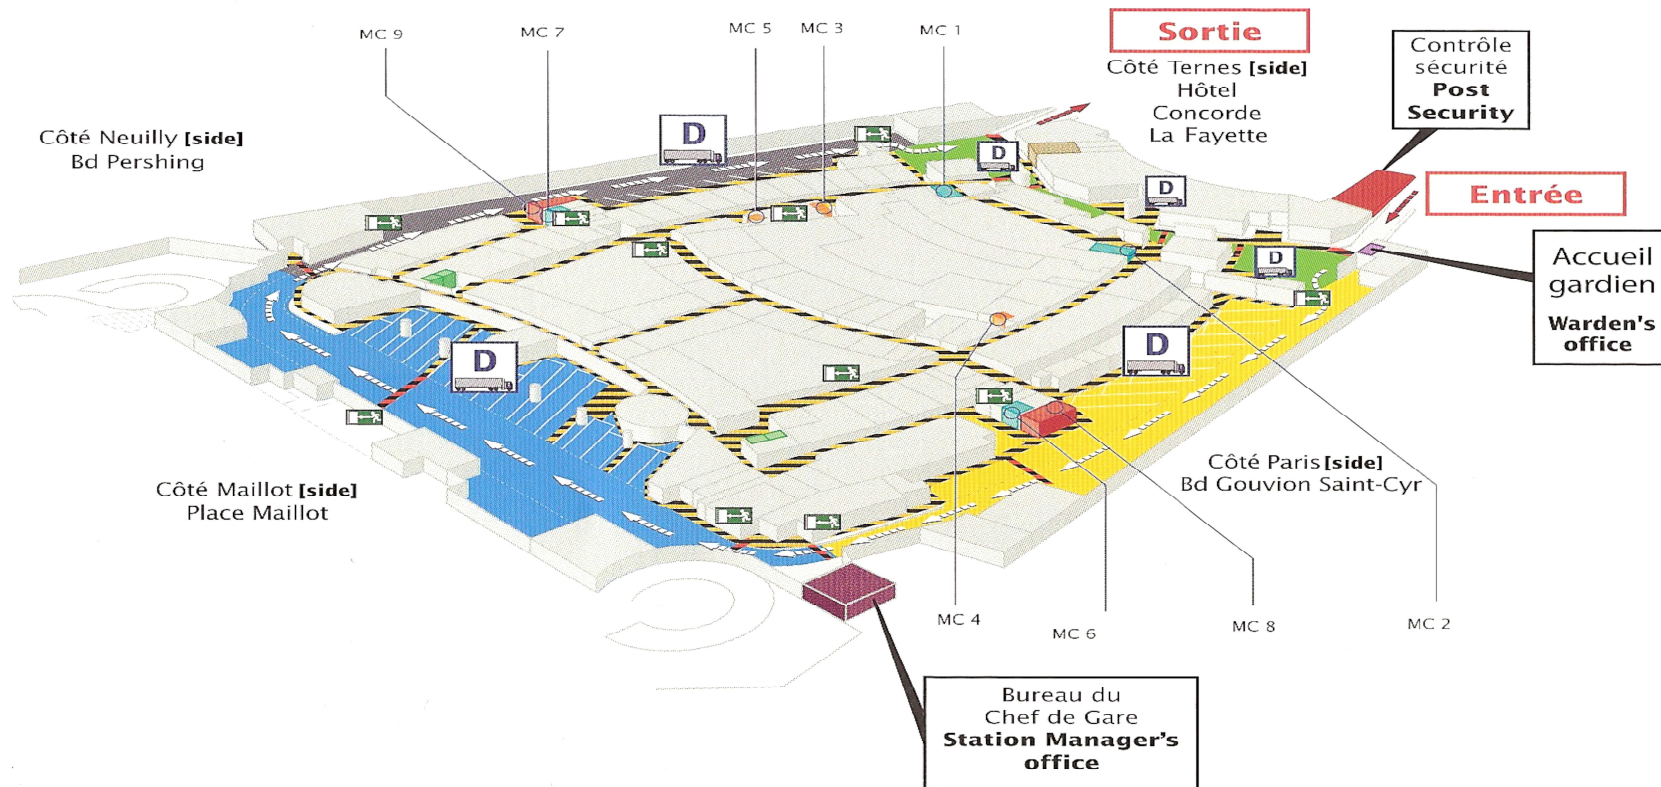 MC 9
MC 7
MC 5
MC 3
MC 1
Sortie
Côté Ternes [side]
Hôtel
Concorde
La Fayette
Contrôle
sécurité
Post
Security
Côté Neuilly [side]
Bd Pershing
D
D
D
Entrée
Accueil
gardien
Warden's
office
D
D
D
Côté Maillot [side]
Place Maillot
Côté Paris [side]
Bd Gouvion Saint-Cyr
MC 4
MC 6
MC 8
MC 2
Bureau du
Chef de Gare
Station Manager's
office